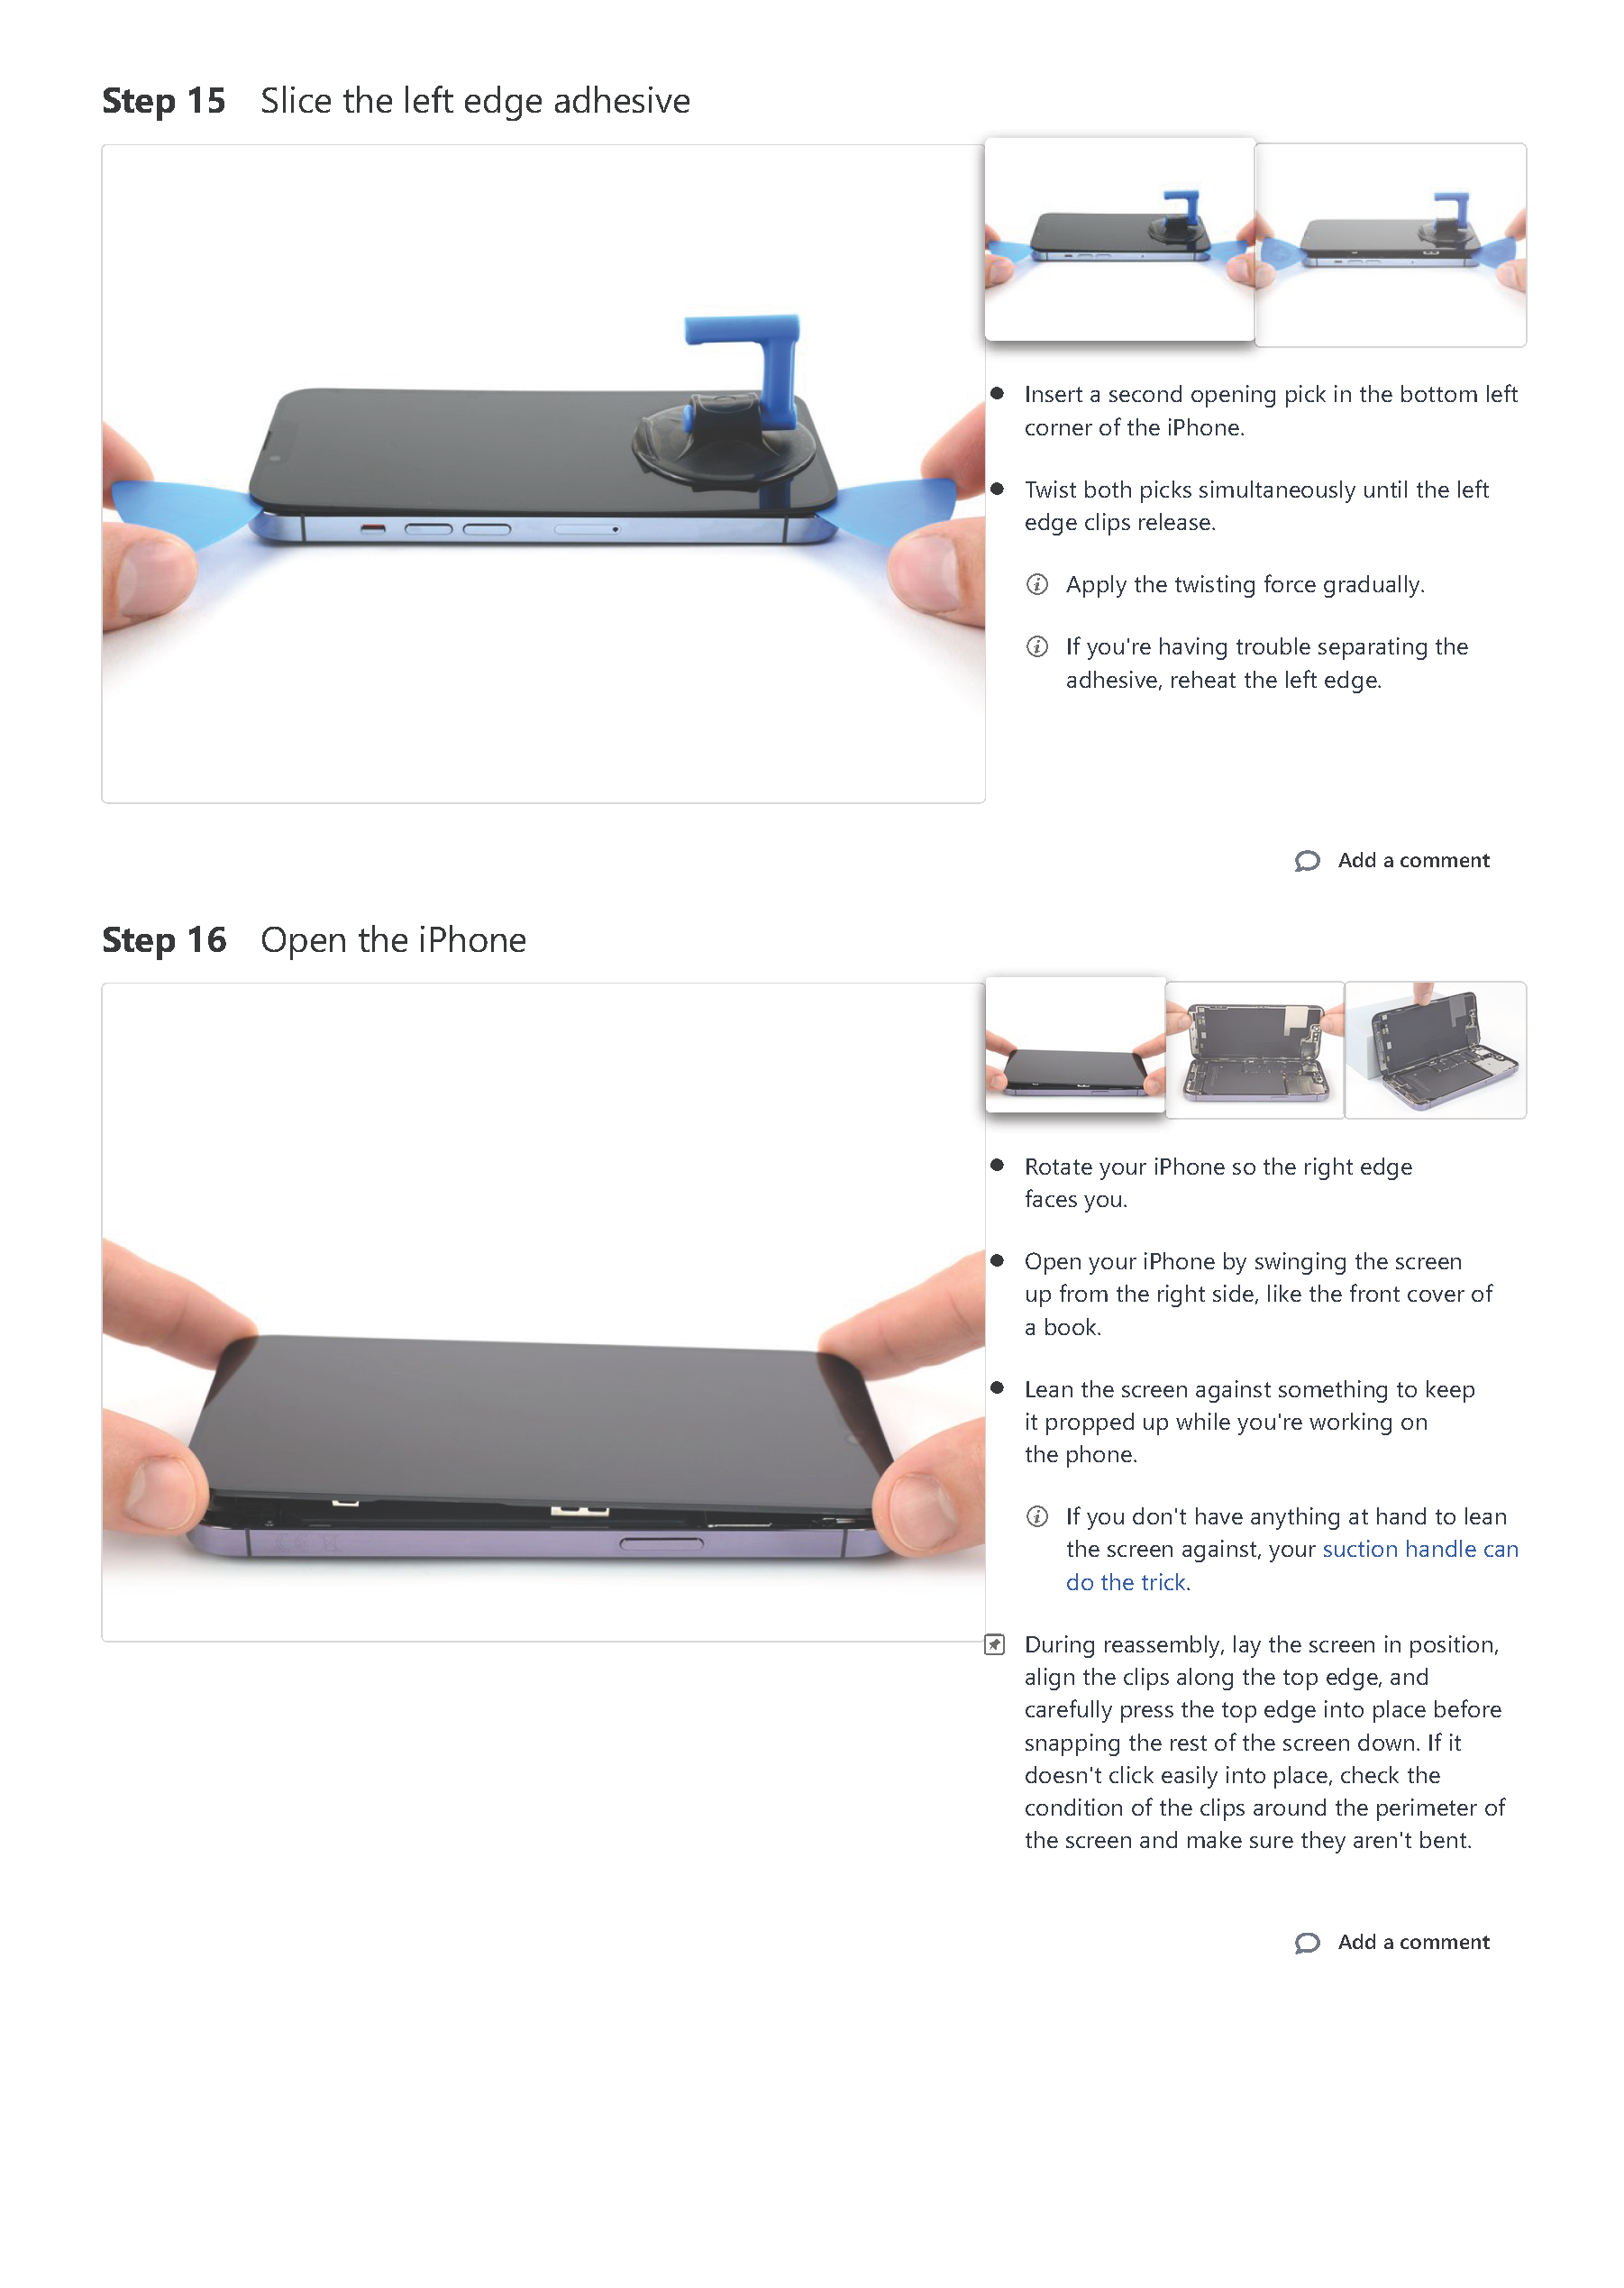 Step 15 Slice the left edge adhesive
Insert a second opening pick in the bottom left
corner of the iPhone.
Twist both picks simultaneously until the left
edge clips release.
Apply the twisting force gradually.
If you're having trouble separating the
adhesive, reheat the left edge.
Add a comment
Step 16 Open the iPhone
Rotate your iPhone so the right edge
faces you.
Open your iPhone by swinging the screen
up from the right side, like the front cover of
a book.
Lean the screen against something to keep
it propped up while you're working on
the phone.
If you don't have anything at hand to lean
the screen against, your suction handle can
do the trick.
During reassembly, lay the screen in position,
align the clips along the top edge, and
carefully press the top edge into place before
snapping the rest of the screen down. If it
doesn't click easily into place, check the
condition of the clips around the perimeter of
the screen and make sure they aren't bent.
Add a comment